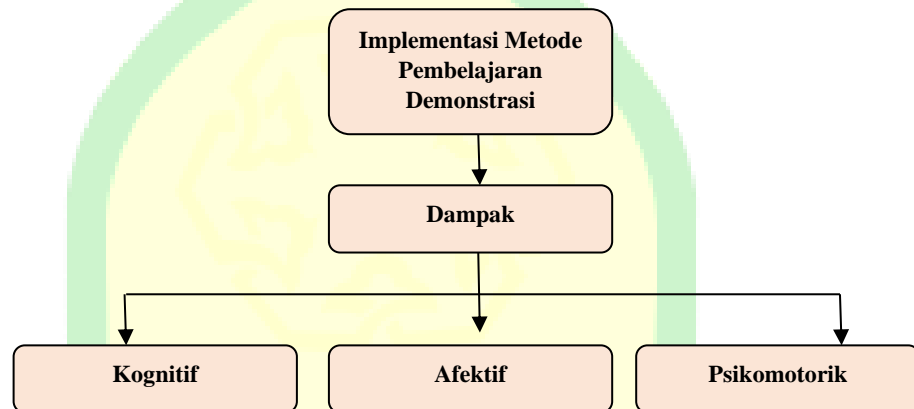 Implementasi Metode
Pembelajaran
Demonstrasi
Dampak
Kognitif
Afektif
Psikomotorik